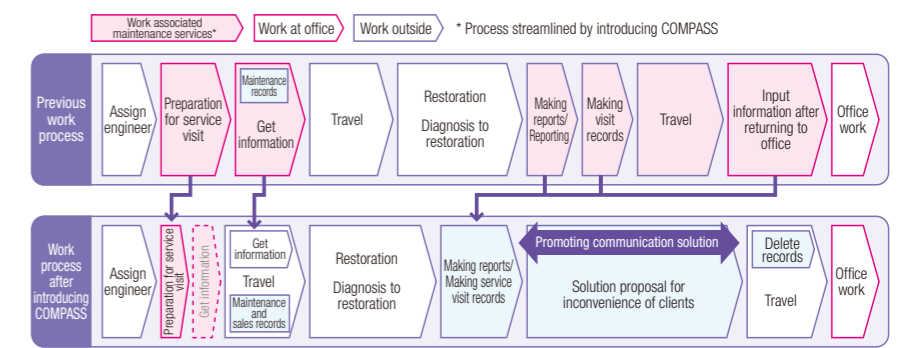 Work associated
maintenance services*
Work at office
Work outside
* Process streamlined by introducing COMPASS
Previous
work
process
Assign
engineer
Preparation
for service
visit
Maintenance
records
Get
information
Travel
Restoration
Diagnosis to
restoration
Making
reports/
Reporting
Making
visit
records
Travel
Input
information after
returning to
office
Office
work
Work
process
after
introducing
COMPASS
Assign
engineer
Preparation for service
visit
Get information
Get
information
Travel
Maintenance
and
sales records
Restoration
Diagnosis to
restoration
Making reports/
Making service
visit records
Promoting communication solution
Solution proposal for
inconvenience of clients
Delete
records
Travel
Office
work